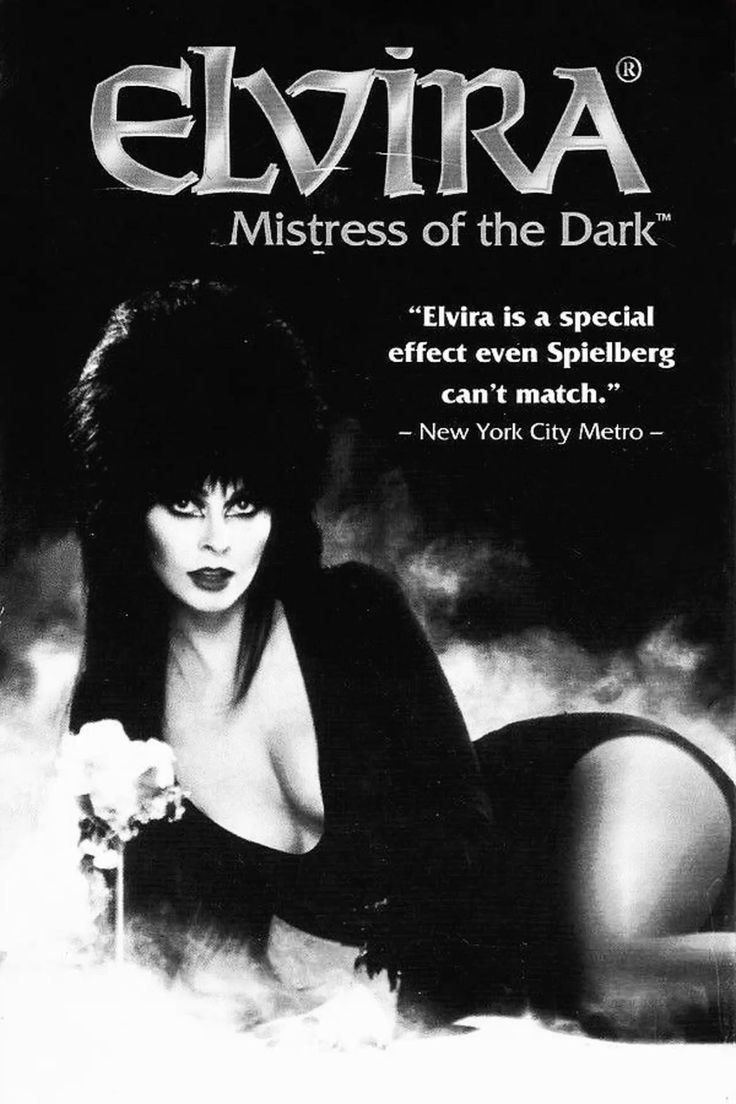 ELVIRA®
Mistress of the Dark™
“Elvira is a special
effect even Spielberg
can’t match.”
– New York City Metro –